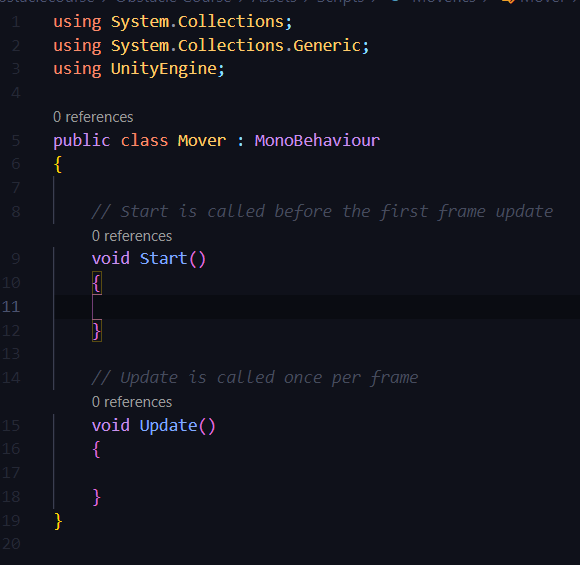 1 using System.Collections;
2 using System.Collections.Generic;
3 using UnityEngine;
4
0 references
5 public class Mover : MonoBehaviour
6 {
7
8 // Start is called before the first frame update
0 references
9 void Start()
10 {
11
12 }
13
14 // Update is called once per frame
0 references
15 void Update()
16 {
17
18 }
19 }
20